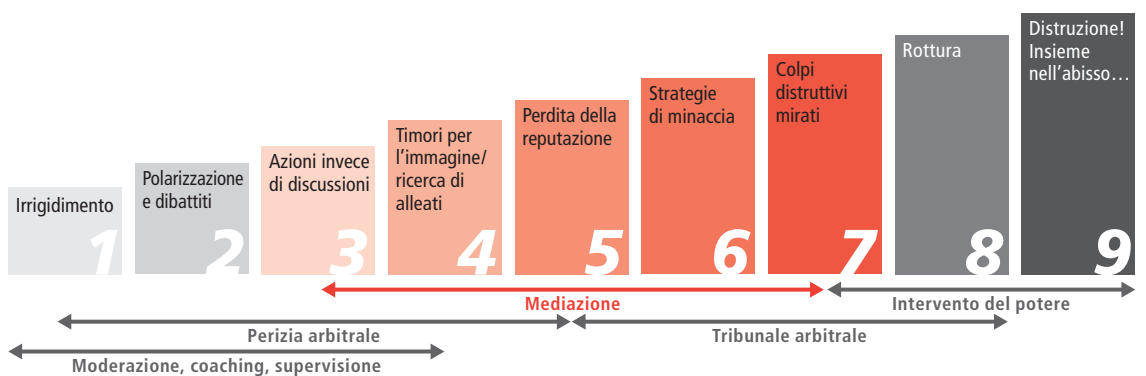 Irrigidimento
1
Polarizzazione
e dibattiti
2
Azioni invece
di discussioni
3
Timori per
l'immagine/
ricerca di
alleati
4
Perdita della
reputazione
5
Strategie
di minaccia
6
Colpi
distruttivi
mirati
7
Rottura
8
Distruzione!
Insieme
nell'abisso…
9
Mediazione
Intervento del potere
Perizia arbitrale
Tribunale arbitrale
Moderazione, coaching, supervisione